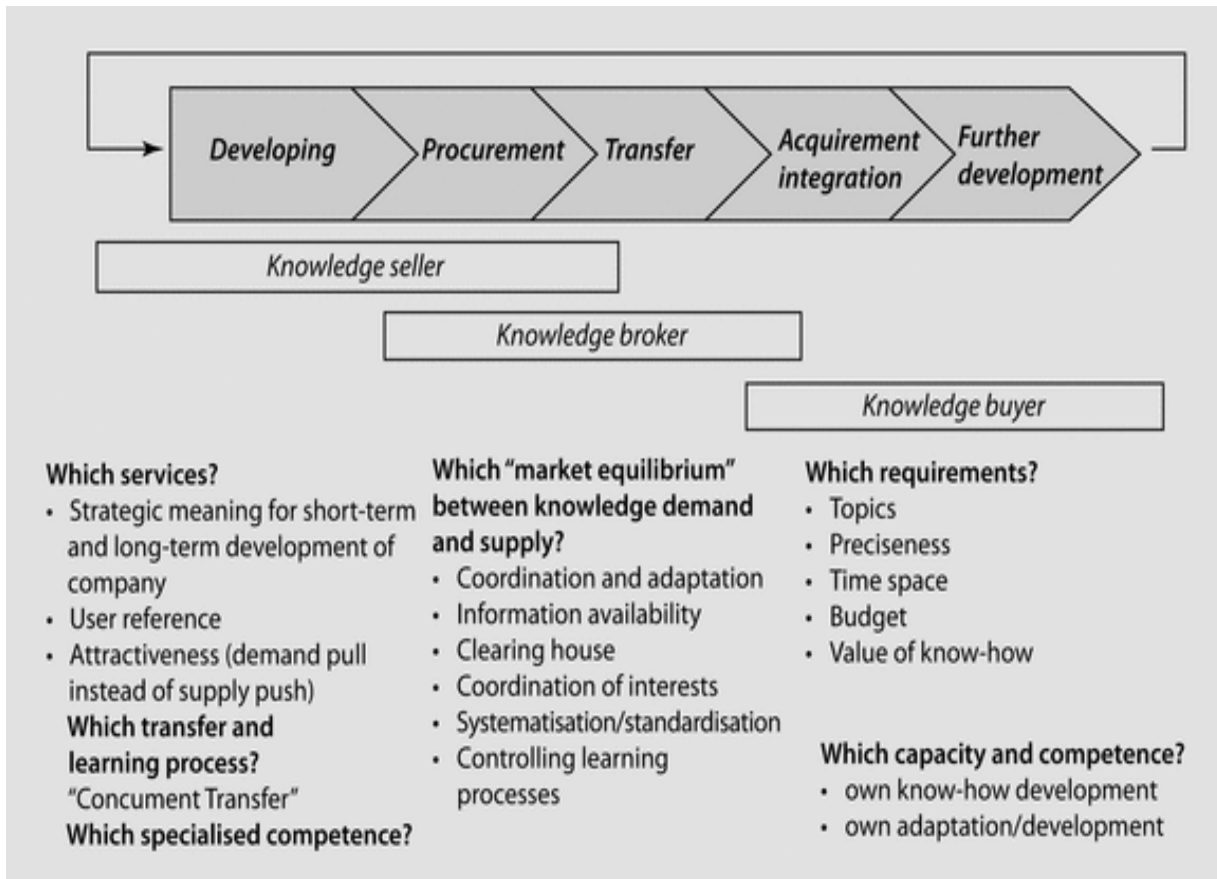 Developing
Procurement
Transfer
Acquirement
integration
Further
development
Knowledge seller
Knowledge broker
Knowledge buyer
Which services?
• Strategic meaning for short-term
and long-term development of
company
• User reference
• Attractiveness (demand pull
instead of supply push)
Which transfer and
learning process?
“Concument Transfer”
Which specialised competence?
Which “market equilibrium”
between knowledge demand
and supply?
• Coordination and adaptation
• Information availability
• Clearing house
• Coordination of interests
• Systematisation/standardisation
• Controlling learning
processes
Which requirements?
• Topics
• Preciseness
• Time space
• Budget
• Value of know-how
Which capacity and competence?
• own know-how development
• own adaptation/development